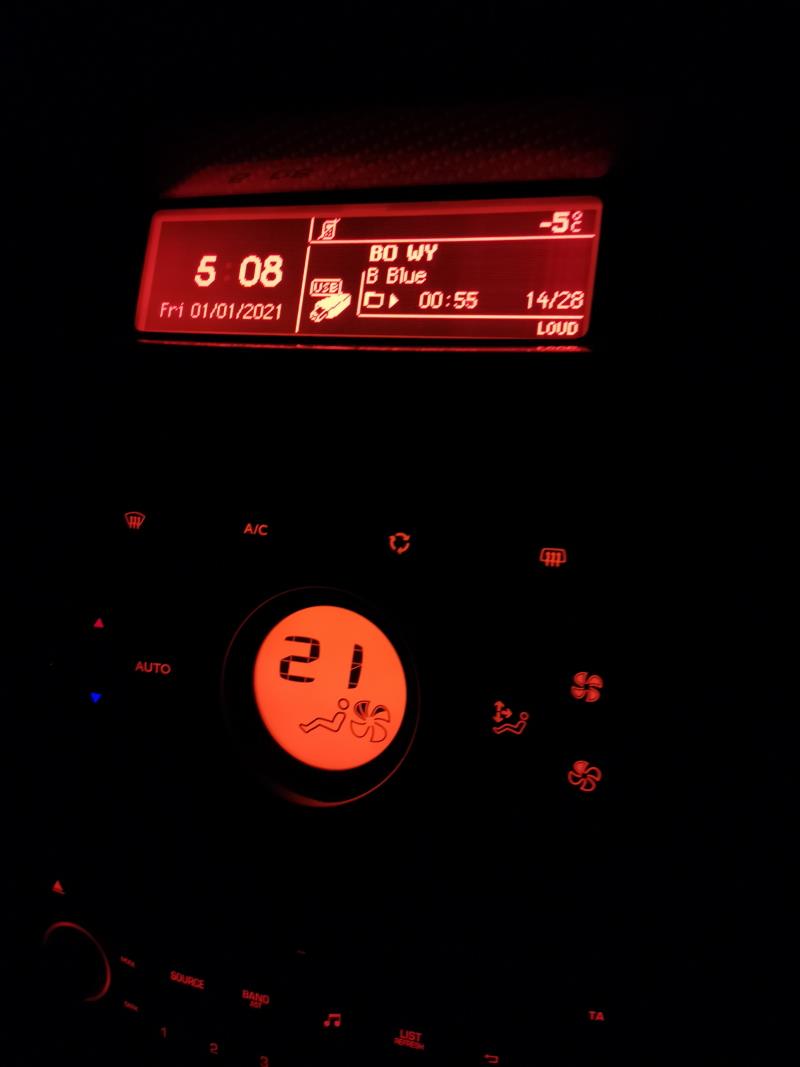 -5°C
5:08
Fri 01/01/2021
USB
BO WY
B Blue
00:55 14/28
LOUD
A/C
AUTO
21
SOURCE
BAND
AST
LIST
REFRESH
TA
1
2
3